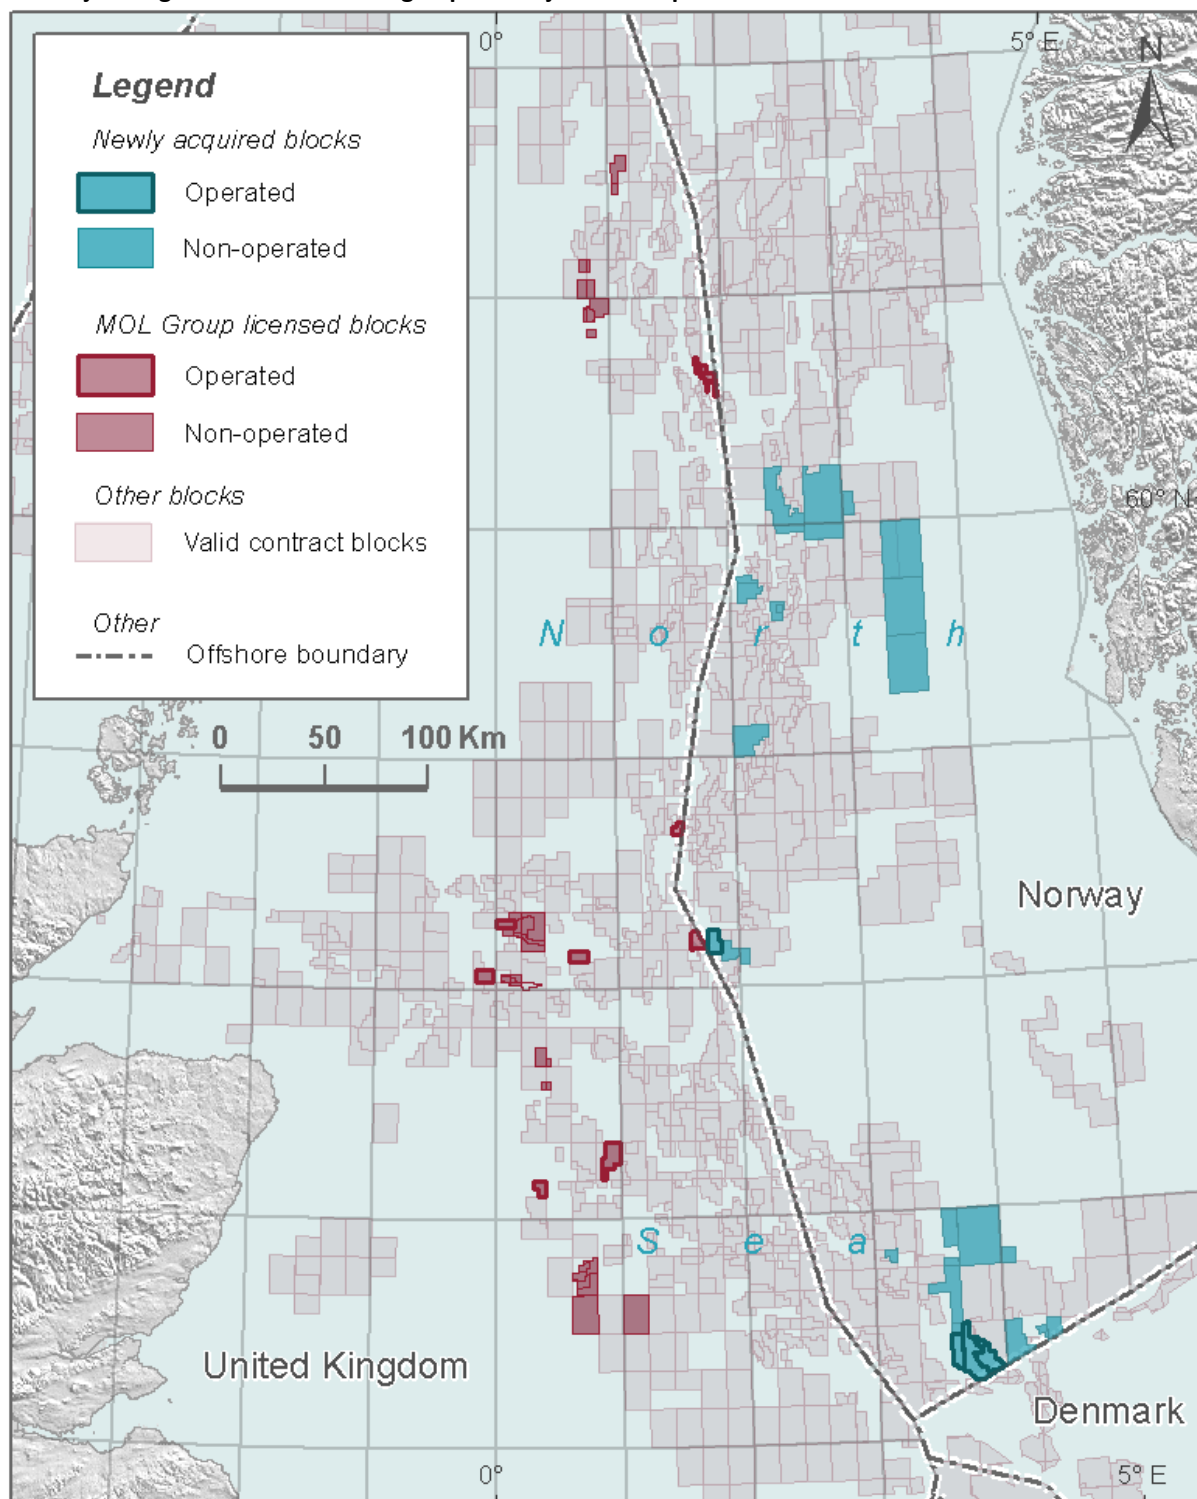 0°
5° E
N
Legend
Newly acquired blocks
Operated
Non-operated
MOL Group licensed blocks
Operated
Non-operated
Other blocks
Valid contract blocks
Other
Offshore boundary
60° N
N o r t h
0 50 100 Km
Norway
S e a
United Kingdom
Denmark
0°
5° E